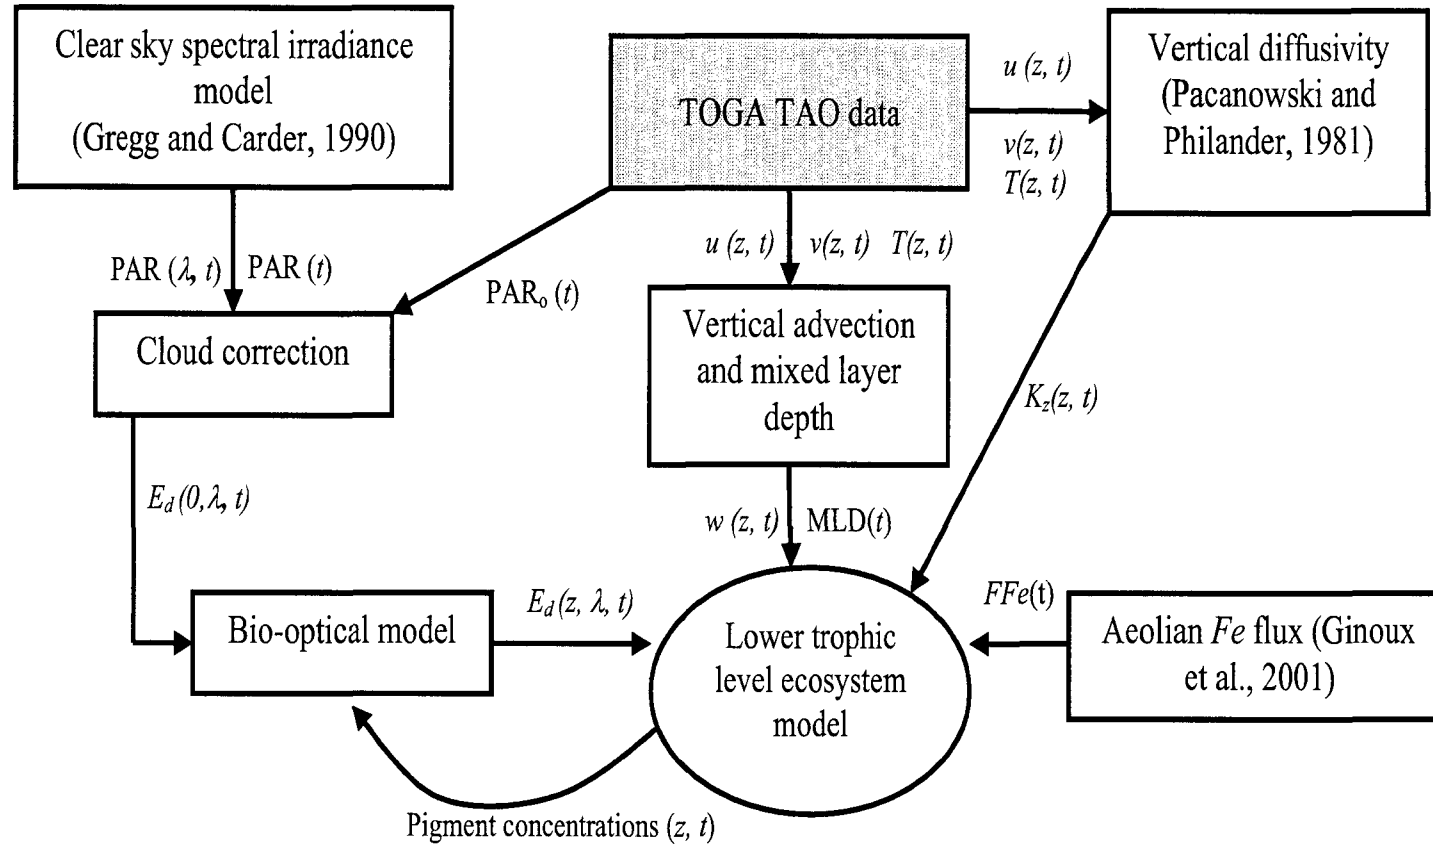 Clear sky spectral irradiance
model
(Gregg and Carder, 1990)
TOGA TAO data
u (z, t)
v(z, t)
T(z, t)
Vertical diffusivity
(Pacanowski and
Philander, 1981)
PAR (λ, t) PAR (t)
PARo (t)
u (z, t) v(z, t) T(z, t)
Cloud correction
Vertical advection
and mixed layer
depth
Kz(z, t)
Ed (0,λ, t)
w (z, t) MLD(t)
Bio-optical model
Ed (z, λ, t)
Lower trophic
level ecosystem
model
FFe(t)
Aeolian Fe flux (Ginoux
et al., 2001)
Pigment concentrations (z, t)